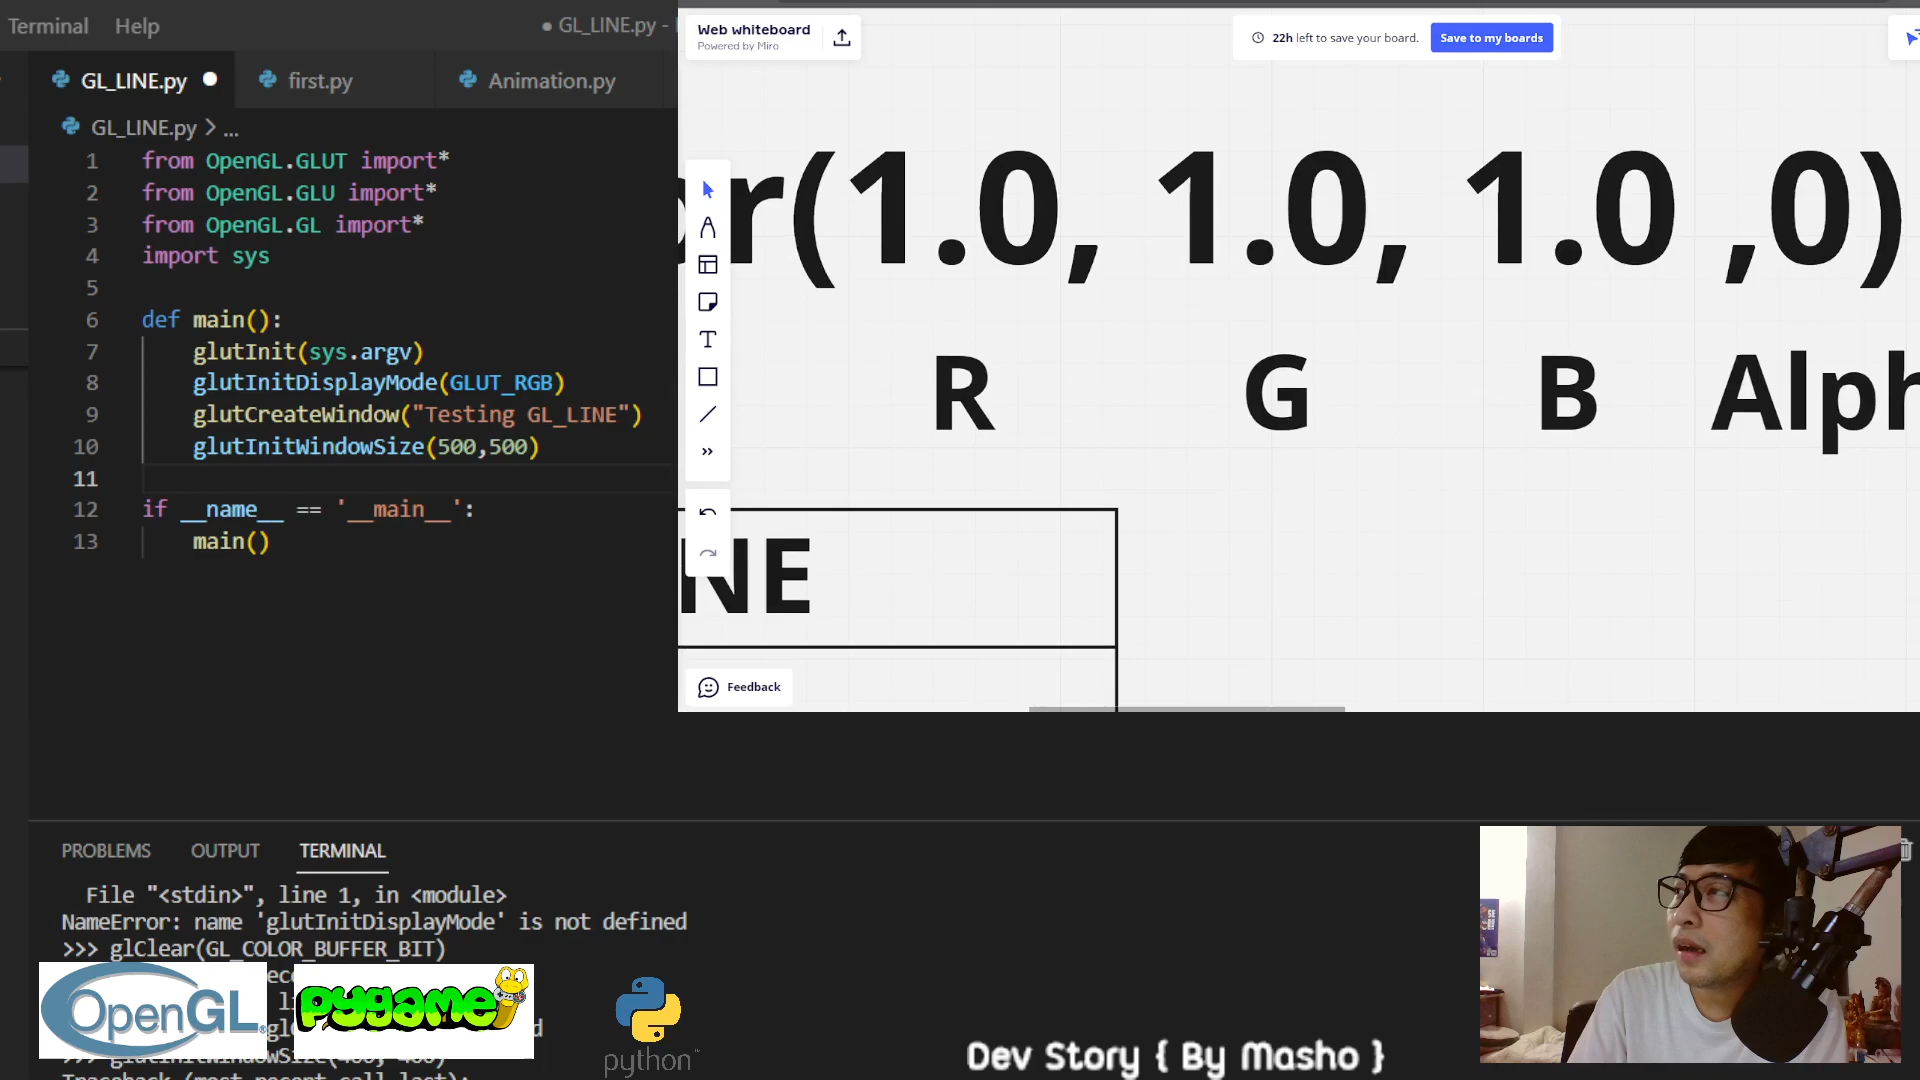 Terminal Help
● GL_LINE.py -
GL_LINE.py ● first.py Animation.py
GL_LINE.py > ...
1 from OpenGL.GLUT import*
2 from OpenGL.GLU import*
3 from OpenGL.GL import*
4 import sys
5
6 def main():
7 glutInit(sys.argv)
8 glutInitDisplayMode(GLUT_RGB)
9 glutCreateWindow("Testing GL_LINE")
10 glutInitWindowSize(500,500)
11
12 if __name__ == '__main__':
13 main()
Web whiteboard
Powered by Miro
22h left to save your board.
Save to my boards
r(1.0, 1.0, 1.0 ,0)
R G B Alph
NE
Feedback
PROBLEMS OUTPUT TERMINAL
File "<stdin>", line 1, in <module>
NameError: name 'glutInitDisplayMode' is not defined
>>> glClear(GL_COLOR_BUFFER_BIT)
OpenGL
pygame
python
Dev Story { By Masho }